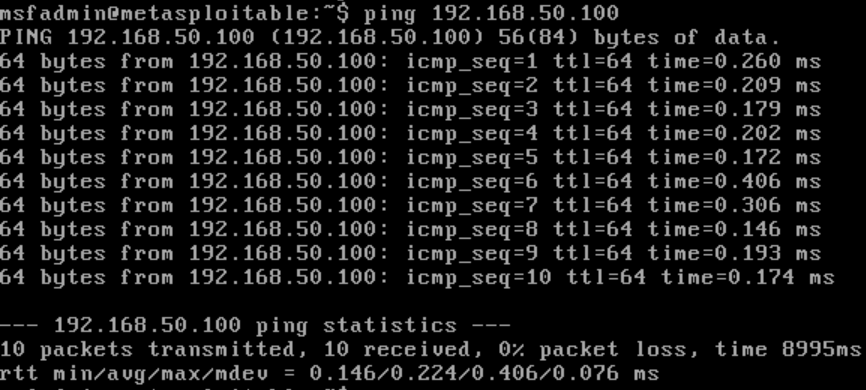 msfadmin@metasploitable:~$ ping 192.168.50.100
PING 192.168.50.100 (192.168.50.100) 56(84) bytes of data.
64 bytes from 192.168.50.100: icmp_seq=1 ttl=64 time=0.260 ms
64 bytes from 192.168.50.100: icmp_seq=2 ttl=64 time=0.209 ms
64 bytes from 192.168.50.100: icmp_seq=3 ttl=64 time=0.179 ms
64 bytes from 192.168.50.100: icmp_seq=4 ttl=64 time=0.202 ms
64 bytes from 192.168.50.100: icmp_seq=5 ttl=64 time=0.172 ms
64 bytes from 192.168.50.100: icmp_seq=6 ttl=64 time=0.406 ms
64 bytes from 192.168.50.100: icmp_seq=7 ttl=64 time=0.306 ms
64 bytes from 192.168.50.100: icmp_seq=8 ttl=64 time=0.146 ms
64 bytes from 192.168.50.100: icmp_seq=9 ttl=64 time=0.193 ms
64 bytes from 192.168.50.100: icmp_seq=10 ttl=64 time=0.174 ms
--- 192.168.50.100 ping statistics ---
10 packets transmitted, 10 received, 0% packet loss, time 8995ms
rtt min/avg/max/mdev = 0.146/0.224/0.406/0.076 ms